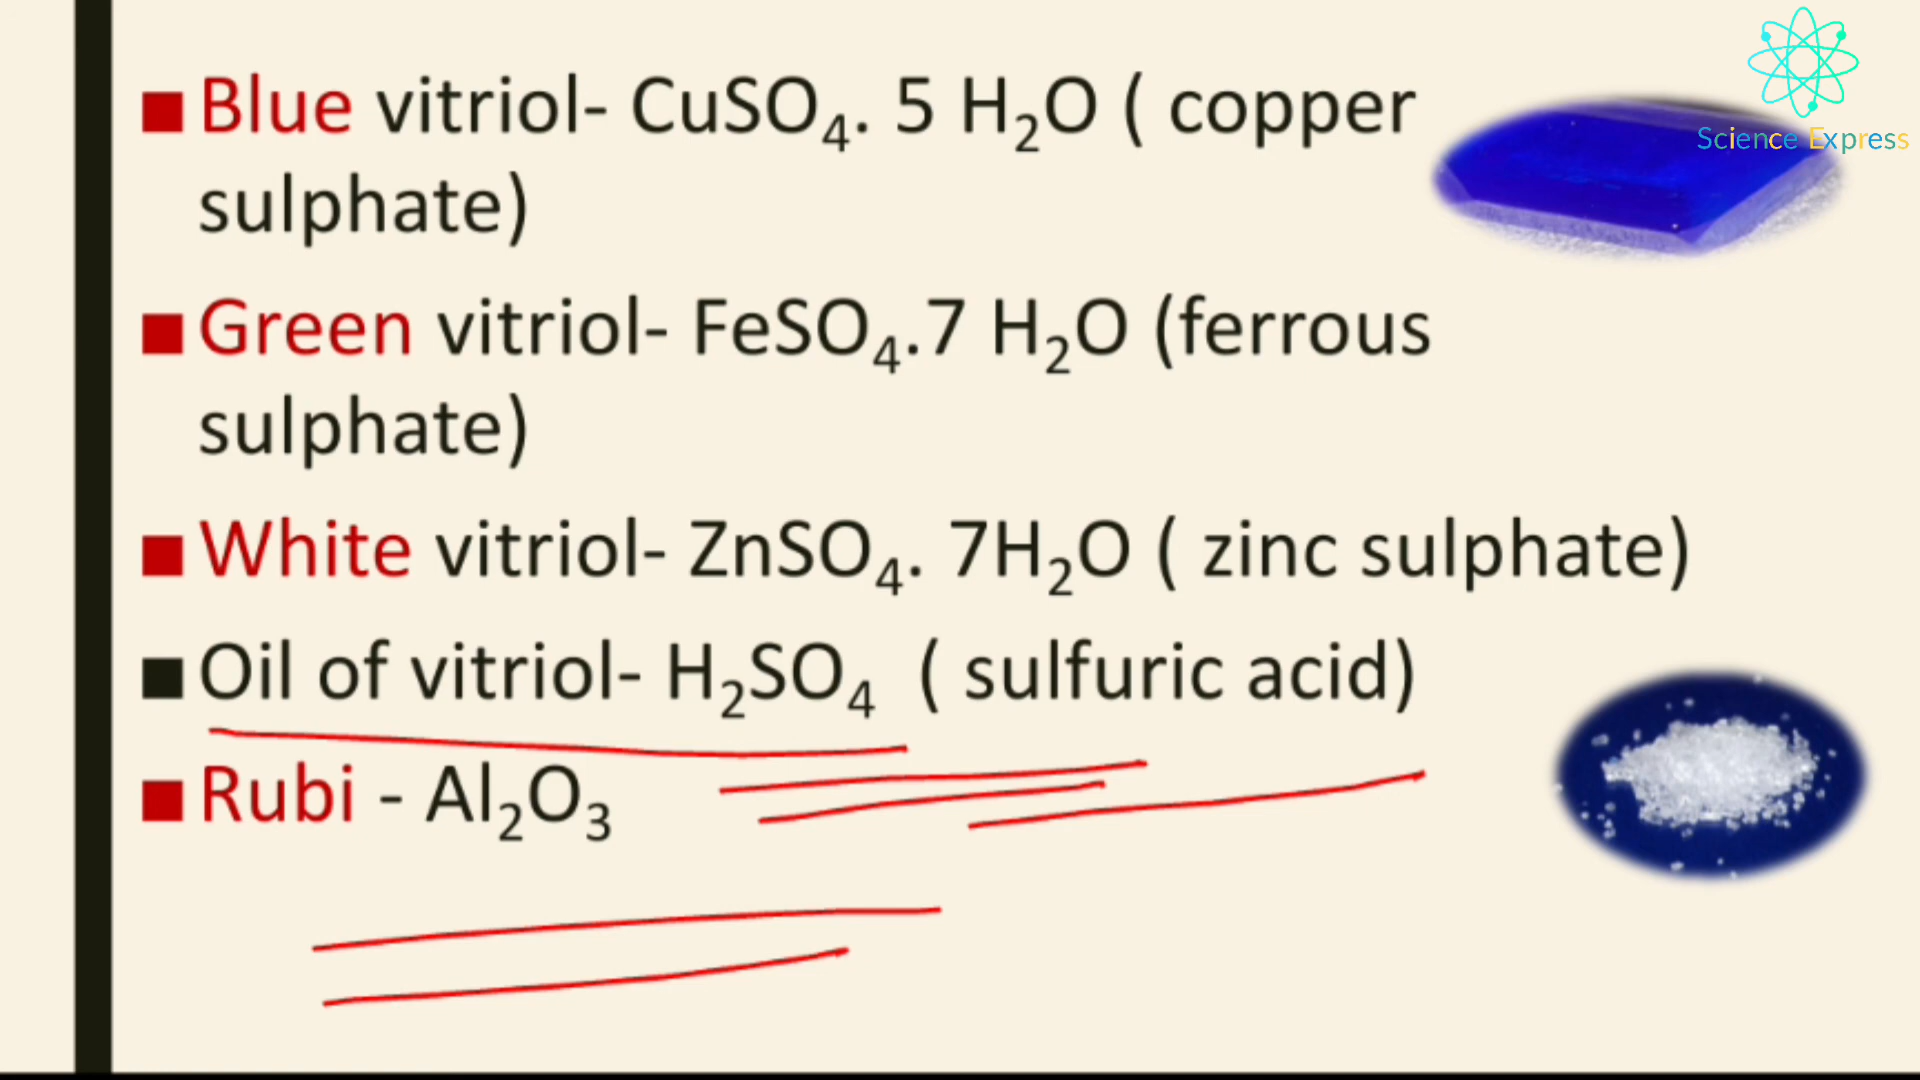 Blue vitriol- CuSO₄. 5 H₂O ( copper
sulphate)
Green vitriol- FeSO₄.7 H₂O (ferrous
sulphate)
White vitriol- ZnSO₄. 7H₂O ( zinc sulphate)
Oil of vitriol- H₂SO₄ ( sulfuric acid)
Rubi - Al₂O₃
Science Express